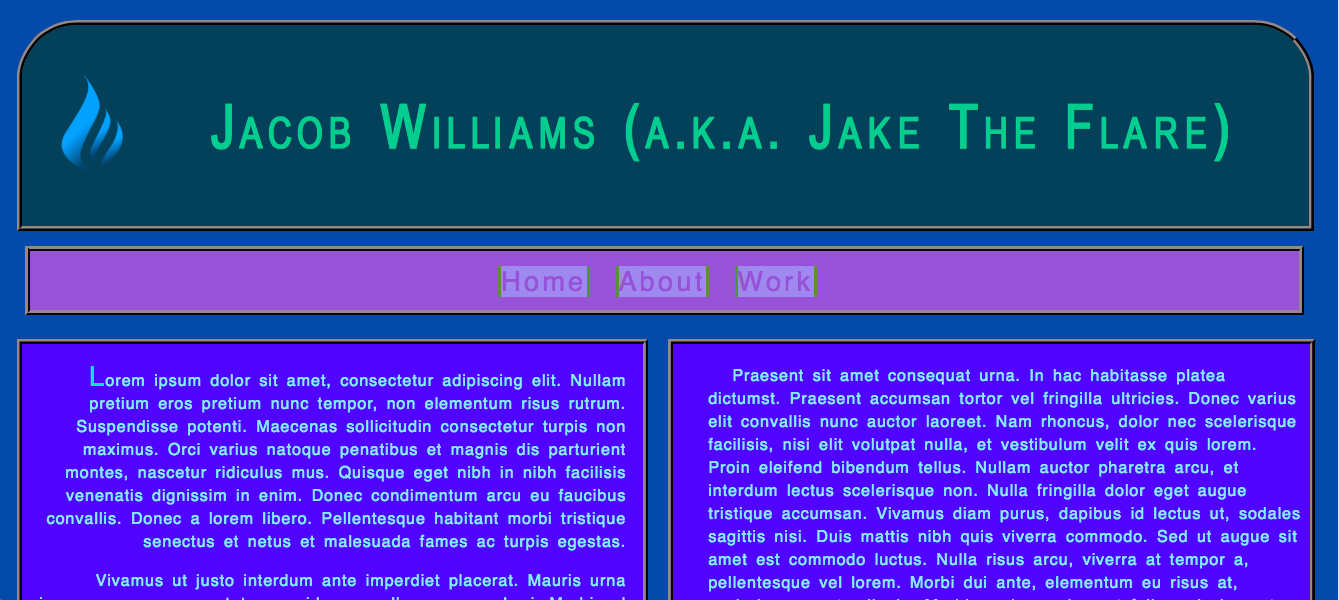 Jacob Williams (a.k.a. Jake The Flare)
Home About Work
Lorem ipsum dolor sit amet, consectetur adipiscing elit. Nullam
pretium eros pretium nunc tempor, non elementum risus rutrum.
Suspendisse potenti. Maecenas sollicitudin consectetur turpis non
maximus. Orci varius natoque penatibus et magnis dis parturient
montes, nascetur ridiculus mus. Quisque eget nibh in nibh facilisis
venenatis dignissim in enim. Donec condimentum arcu eu faucibus
convallis. Donec a lorem libero. Pellentesque habitant morbi tristique
senectus et netus et malesuada fames ac turpis egestas.
Vivamus ut justo interdum ante imperdiet placerat. Mauris urna
Praesent sit amet consequat urna. In hac habitasse platea
dictumst. Praesent accumsan tortor vel fringilla ultricies. Donec varius
elit convallis nunc auctor laoreet. Nam rhoncus, dolor nec scelerisque
facilisis, nisi elit volutpat nulla, et vestibulum velit ex quis lorem.
Proin eleifend bibendum tellus. Nullam auctor pharetra arcu, et
interdum lectus scelerisque non. Nulla fringilla dolor eget augue
tristique accumsan. Vivamus diam purus, dapibus id lectus ut, sodales
sagittis nisi. Duis mattis nibh quis viverra commodo. Sed ut augue sit
amet est commodo luctus. Nulla risus arcu, viverra at tempor a,
pellentesque vel lorem. Morbi dui ante, elementum eu risus at,